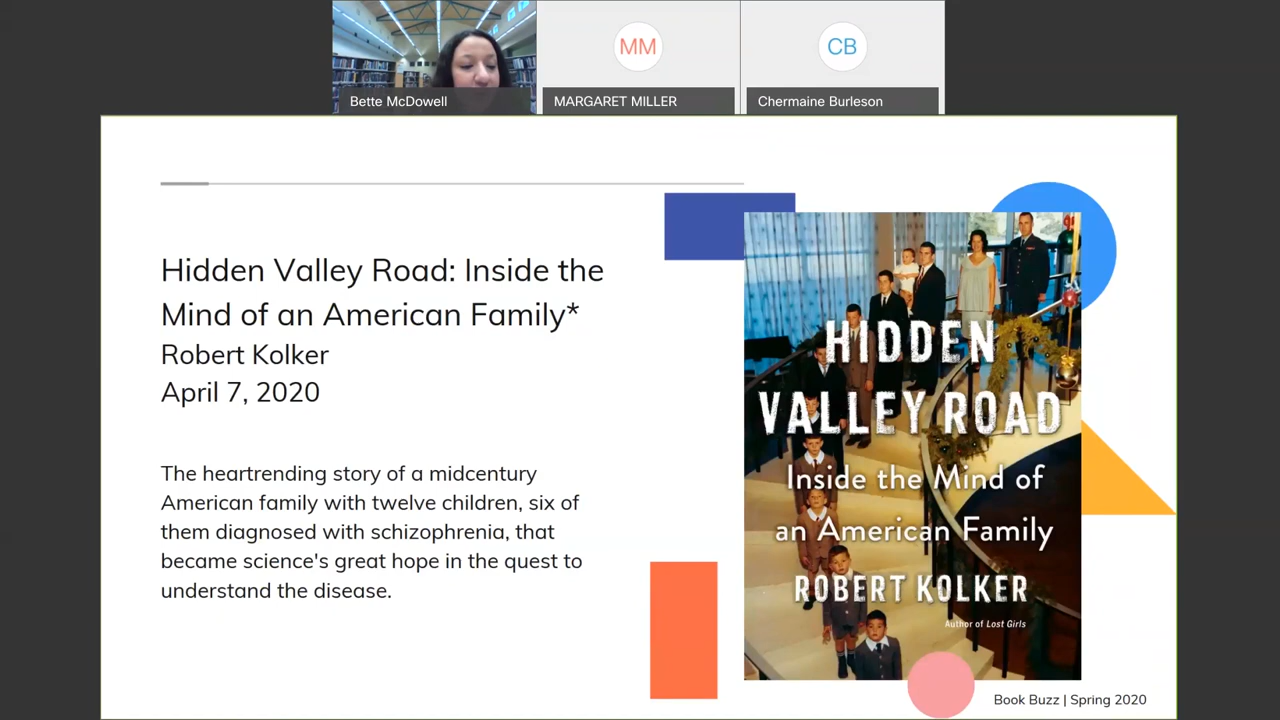 MM
CB
Bette McDowell
MARGARET MILLER
Chermaine Burleson
Hidden Valley Road: Inside the
Mind of an American Family*
Robert Kolker
April 7, 2020
The heartrending story of a midcentury
American family with twelve children, six of
them diagnosed with schizophrenia, that
became science's great hope in the quest to
understand the disease.
HIDDEN
VALLEY ROAD
Inside the Mind of
an American Family
ROBERT KOLKER
Author of Lost Girls
Book Buzz | Spring 2020